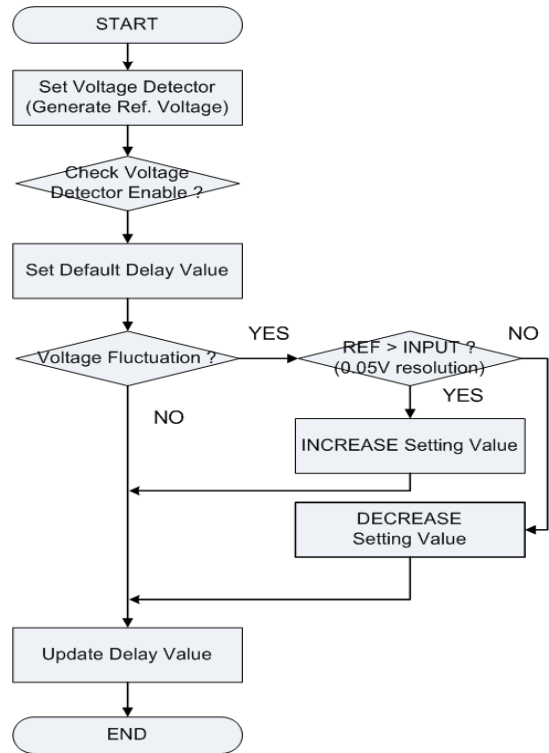 START
Set Voltage Detector
(Generate Ref. Voltage)
Check Voltage
Detector Enable ?
Set Default Delay Value
Voltage Fluctuation ?
YES
REF > INPUT ?
(0.05V resolution)
NO
YES
NO
INCREASE Setting Value
DECREASE
Setting Value
Update Delay Value
END